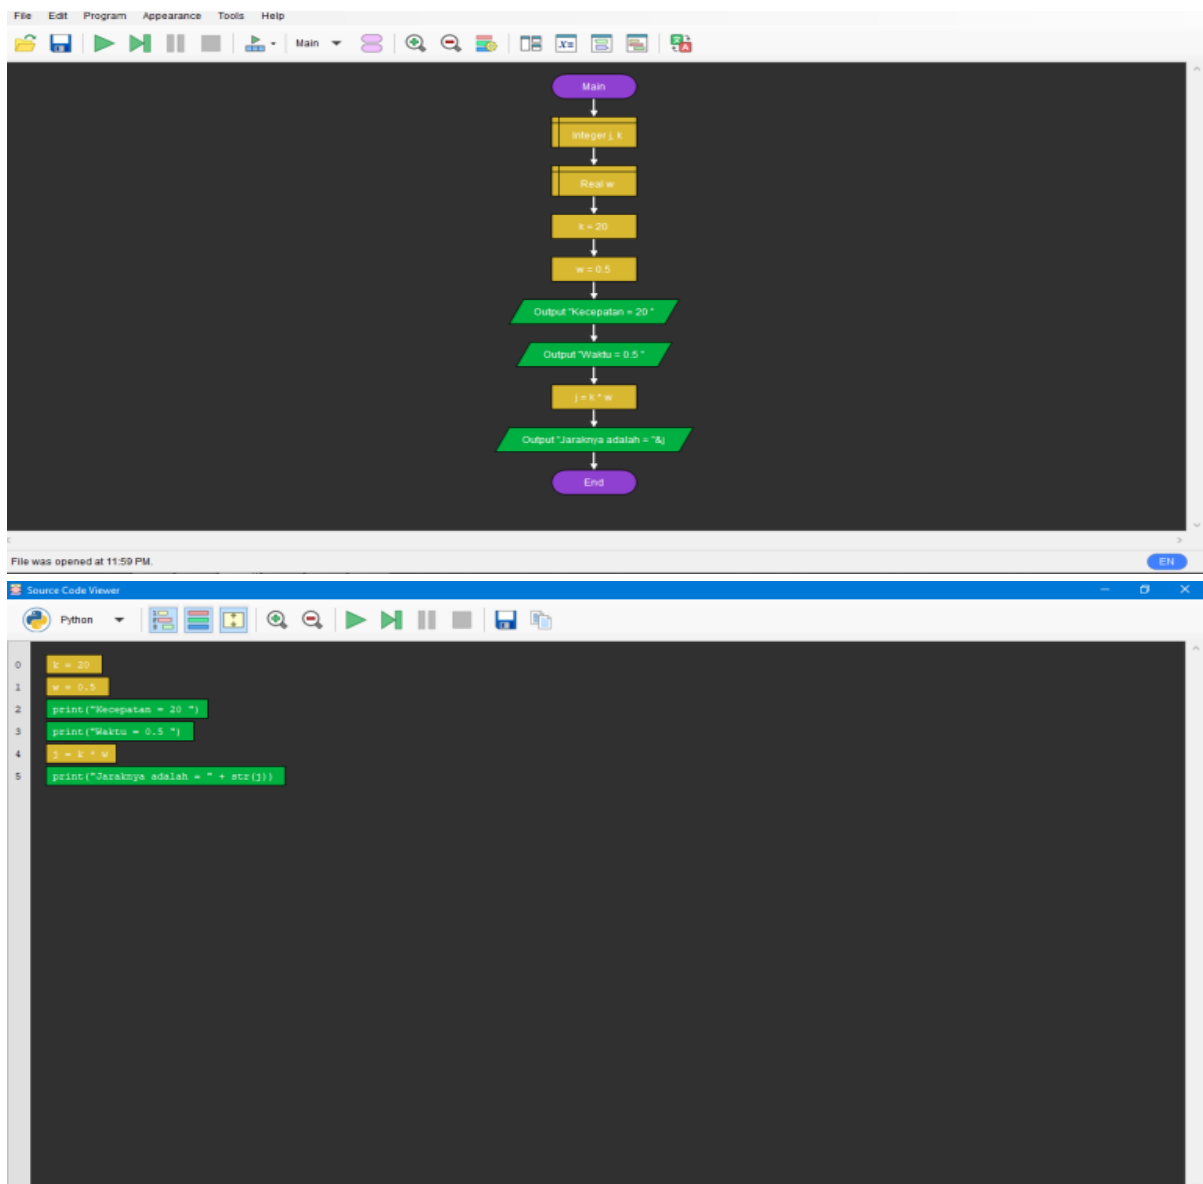 File Edit Program Appearance Tools Help
Main
Main
Integer j, k
Real w
k = 20
w = 0.5
Output "Kecepatan = 20 "
Output "Waktu = 0.5 "
j = k * w
Output "Jaraknya adalah = "&j
End
File was opened at 11:59 PM.
EN
Source Code Viewer
Python
0 k = 20
1 w = 0.5
2 print("Kecepatan = 20 ")
3 print("Waktu = 0.5 ")
4 j = k * w
5 print("Jaraknya adalah = " + str(j))